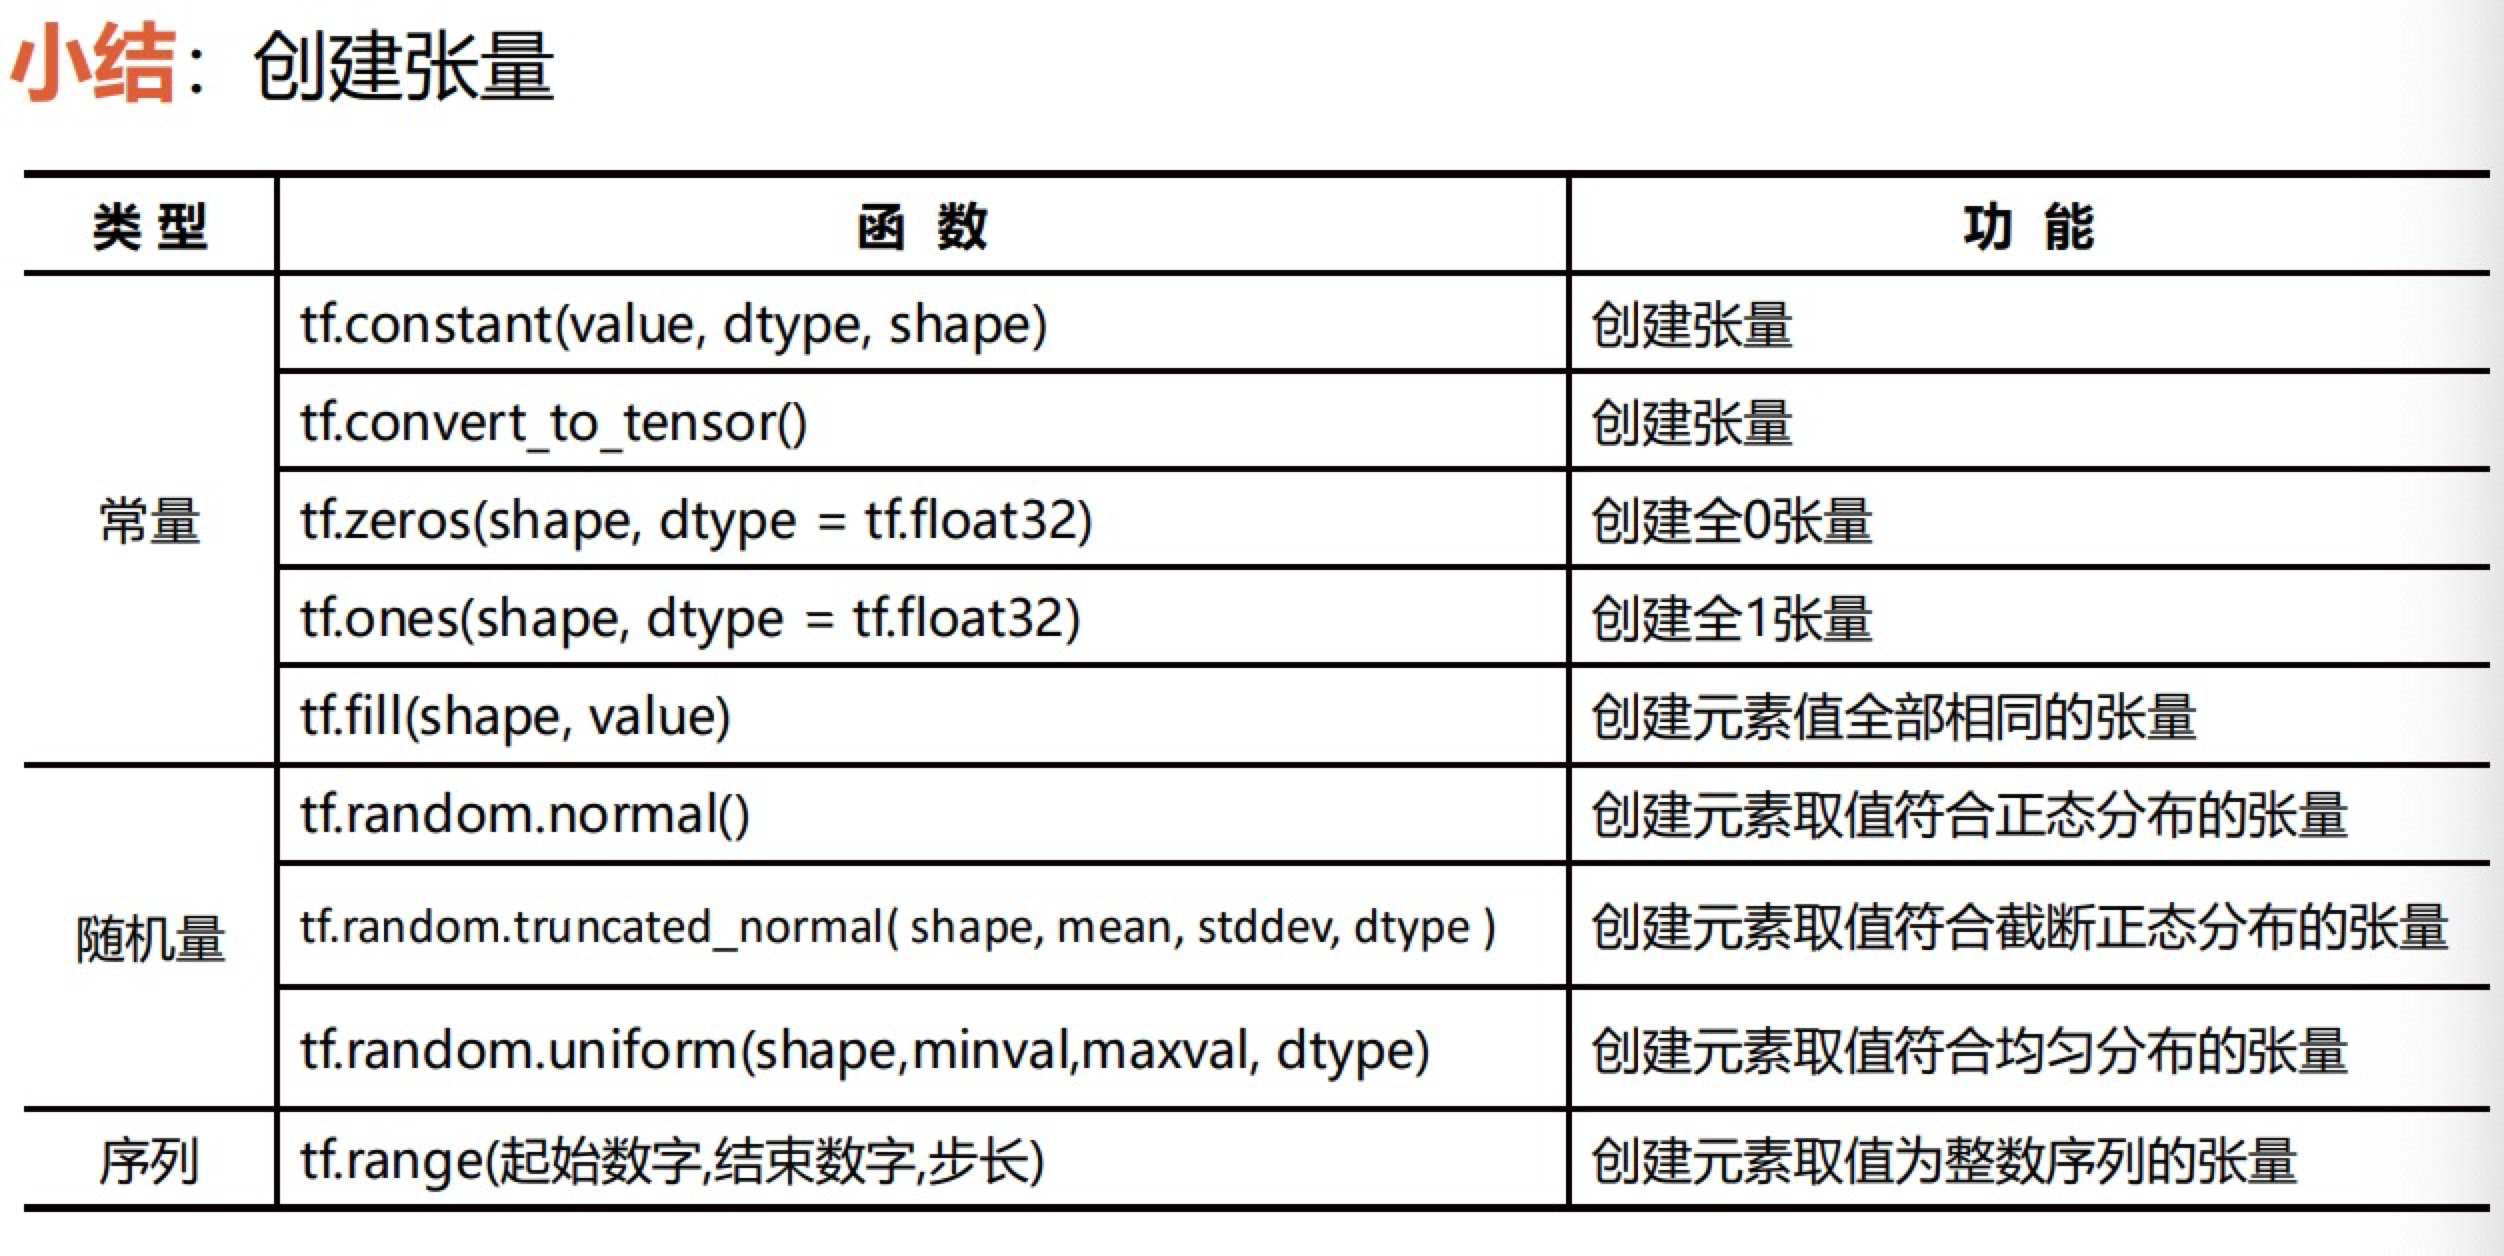 小结：创建张量
类型 函数 功能
tf.constant(value, dtype, shape) 创建张量
tf.convert_to_tensor() 创建张量
常量 tf.zeros(shape, dtype = tf.float32) 创建全0张量
tf.ones(shape, dtype = tf.float32) 创建全1张量
tf.fill(shape, value) 创建元素值全部相同的张量
tf.random.normal() 创建元素取值符合正态分布的张量
随机量 tf.random.truncated_normal( shape, mean, stddev, dtype ) 创建元素取值符合截断正态分布的张量
tf.random.uniform(shape,minval,maxval, dtype) 创建元素取值符合均匀分布的张量
序列 tf.range(起始数字,结束数字,步长) 创建元素取值为整数序列的张量